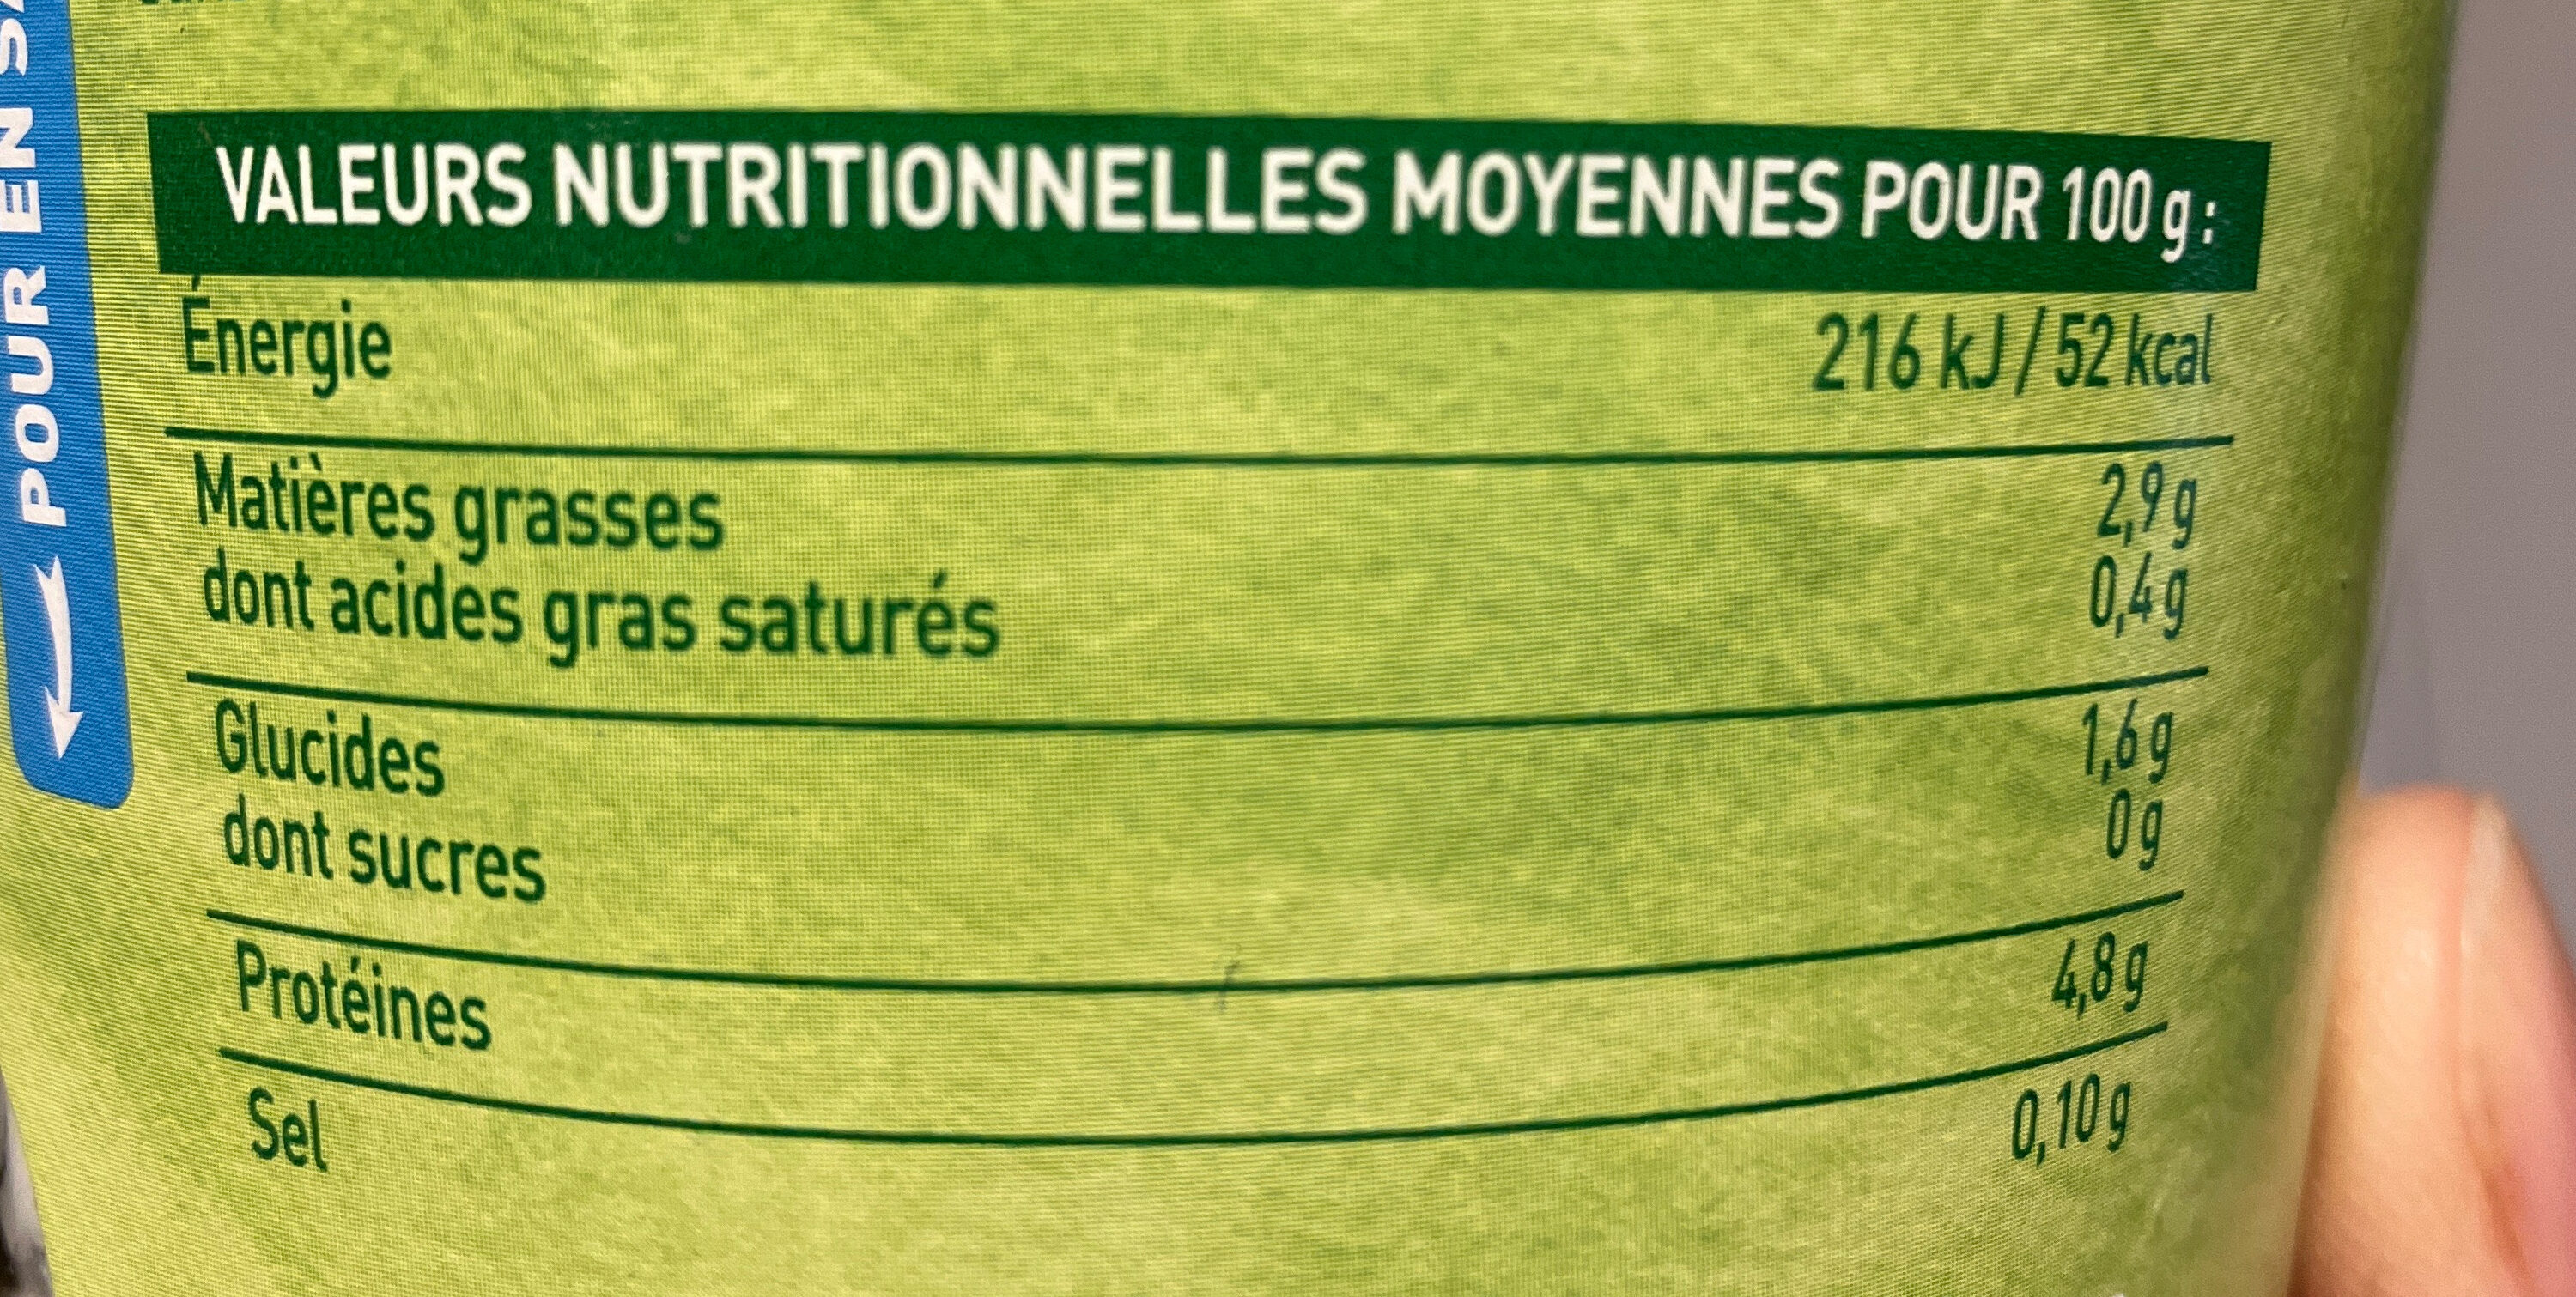 POUR EN
VALEURS NUTRITIONNELLES MOYENNES POUR 100 g :
Énergie 216 kJ / 52 kcal
Matières grasses 2,9 g
dont acides gras saturés 0,4 g
Glucides 1,6 g
dont sucres 0 g
Protéines 4,8 g
Sel 0,10 g